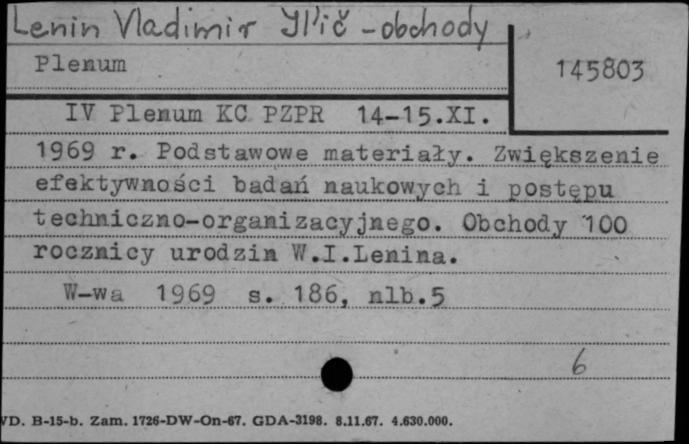 Lenin Vladimir Il'ič - obchody
Plenum
145803
IV Plenum KC PZPR 14-15.XI.
1969 r. Podstawowe materiały. Zwiększenie
efektywności badań naukowych i postępu
techniczno-organizacyjnego. Obchody 100
rocznicy urodzin W.I.Lenina.
W-wa 1969 s. 186, nlb.5
6
VD. B-15-b. Zam. 1726-DW-On-67. GDA-3198. 8.11.67. 4.630.000.